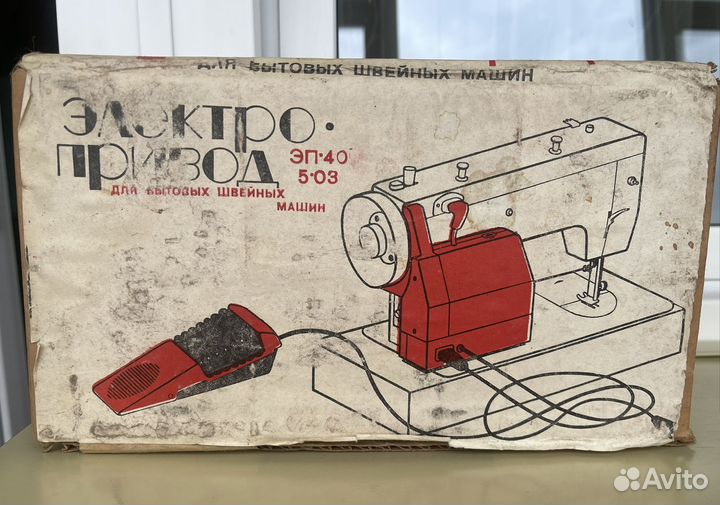 ДЛЯ БЫТОВЫХ ШВЕЙНЫХ МАШИН
ЭЛЕКТРО-
ПРИВОД
ЭП-40
5-03
ДЛЯ БЫТОВЫХ ШВЕЙНЫХ
МАШИН
Avito